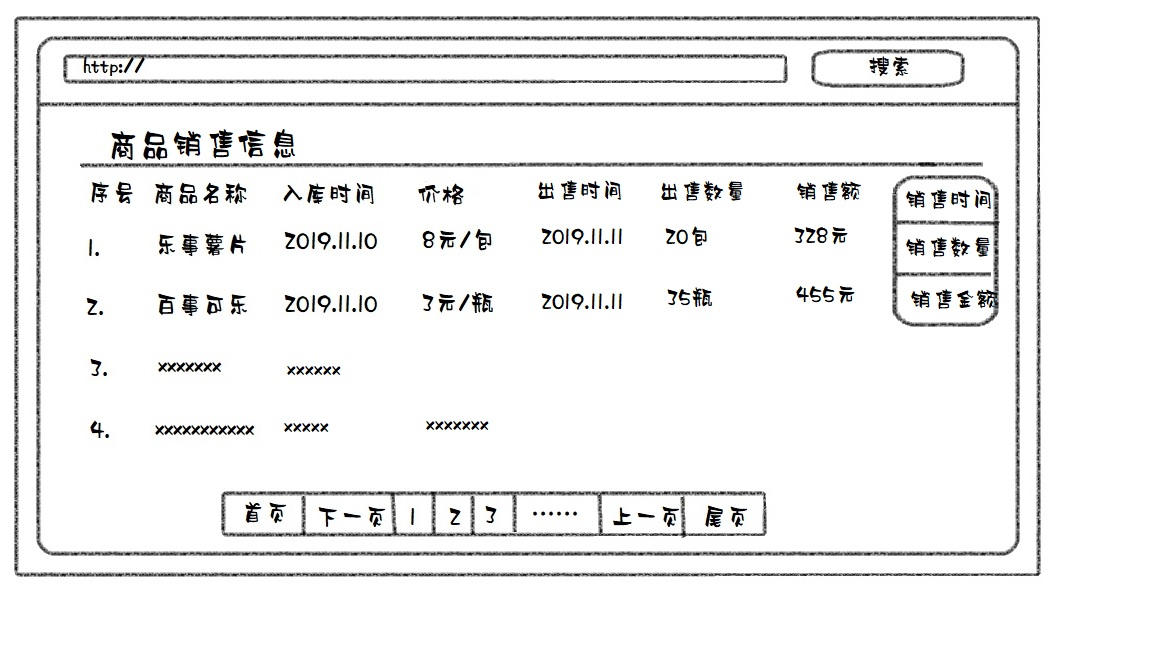 http://
搜索
商品销售信息
序号 商品名称 入库时间 价格 出售时间 出售数量 销售额
1. 乐事薯片 2019.11.10 8元/包 2019.11.11 20包 328元
2. 百事可乐 2019.11.10 3元/瓶 2019.11.11 35瓶 455元
3. xxxxxxx xxxxxx
4. xxxxxxxxxxx xxxxx xxxxxxx
销售时间
销售数量
销售金额
首页 下一页 1 2 3 ...... 上一页 尾页